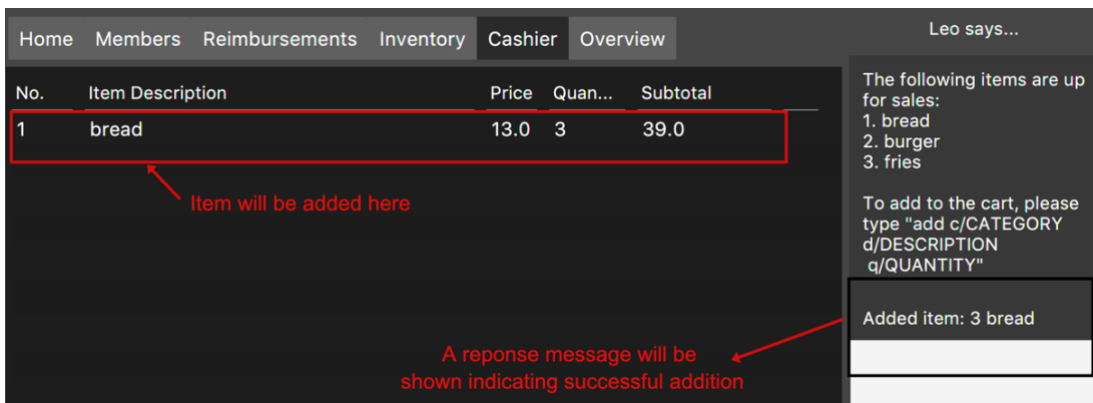 Home Members Reimbursements Inventory Cashier Overview
No. Item Description Price Quan... Subtotal
1 bread 13.0 3 39.0
Item will be added here
A reponse message will be
shown indicating successful addition
Leo says...
The following items are up
for sales:
1. bread
2. burger
3. fries
To add to the cart, please
type "add c/CATEGORY
d/DESCRIPTION
q/QUANTITY"
Added item: 3 bread